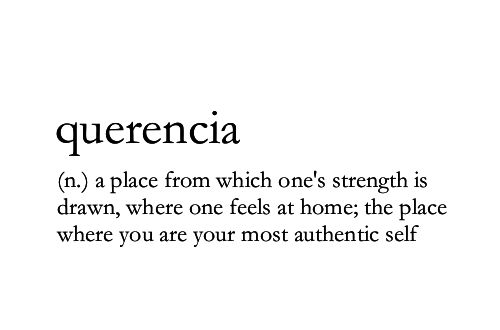 querencia
(n.) a place from which one's strength is
drawn, where one feels at home; the place
where you are your most authentic self